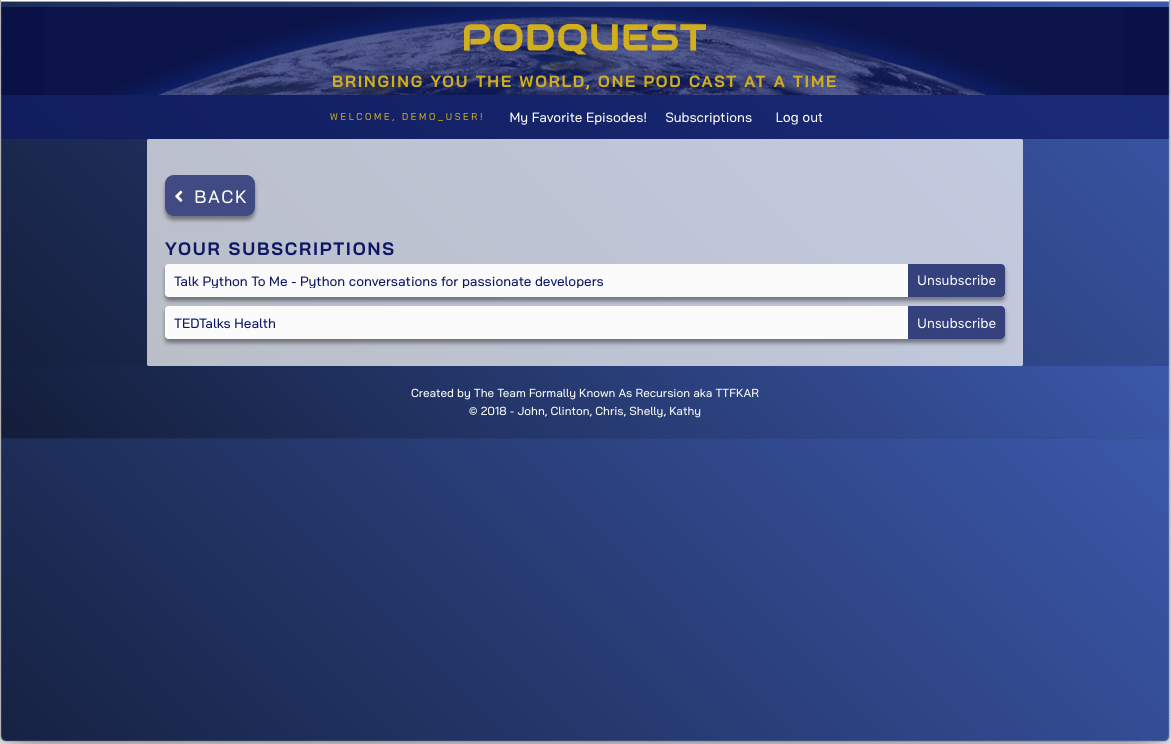 PODQUEST
BRINGING YOU THE WORLD, ONE POD CAST AT A TIME
WELCOME, DEMO_USER! My Favorite Episodes! Subscriptions Log out
BACK
YOUR SUBSCRIPTIONS
Talk Python To Me - Python conversations for passionate developers Unsubscribe
TEDTalks Health Unsubscribe
Created by The Team Formally Known As Recursion aka TTFKAR
© 2018 - John, Clinton, Chris, Shelly, Kathy